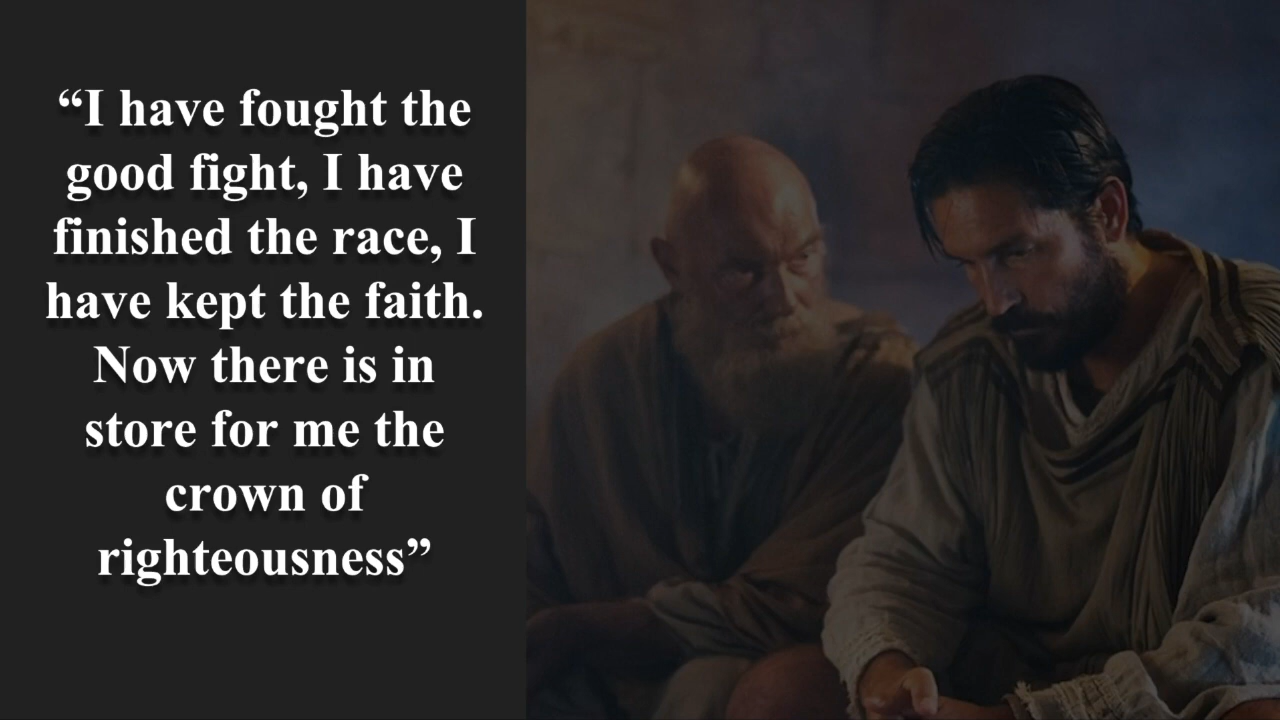 “I have fought the
good fight, I have
finished the race, I
have kept the faith.
Now there is in
store for me the
crown of
righteousness”